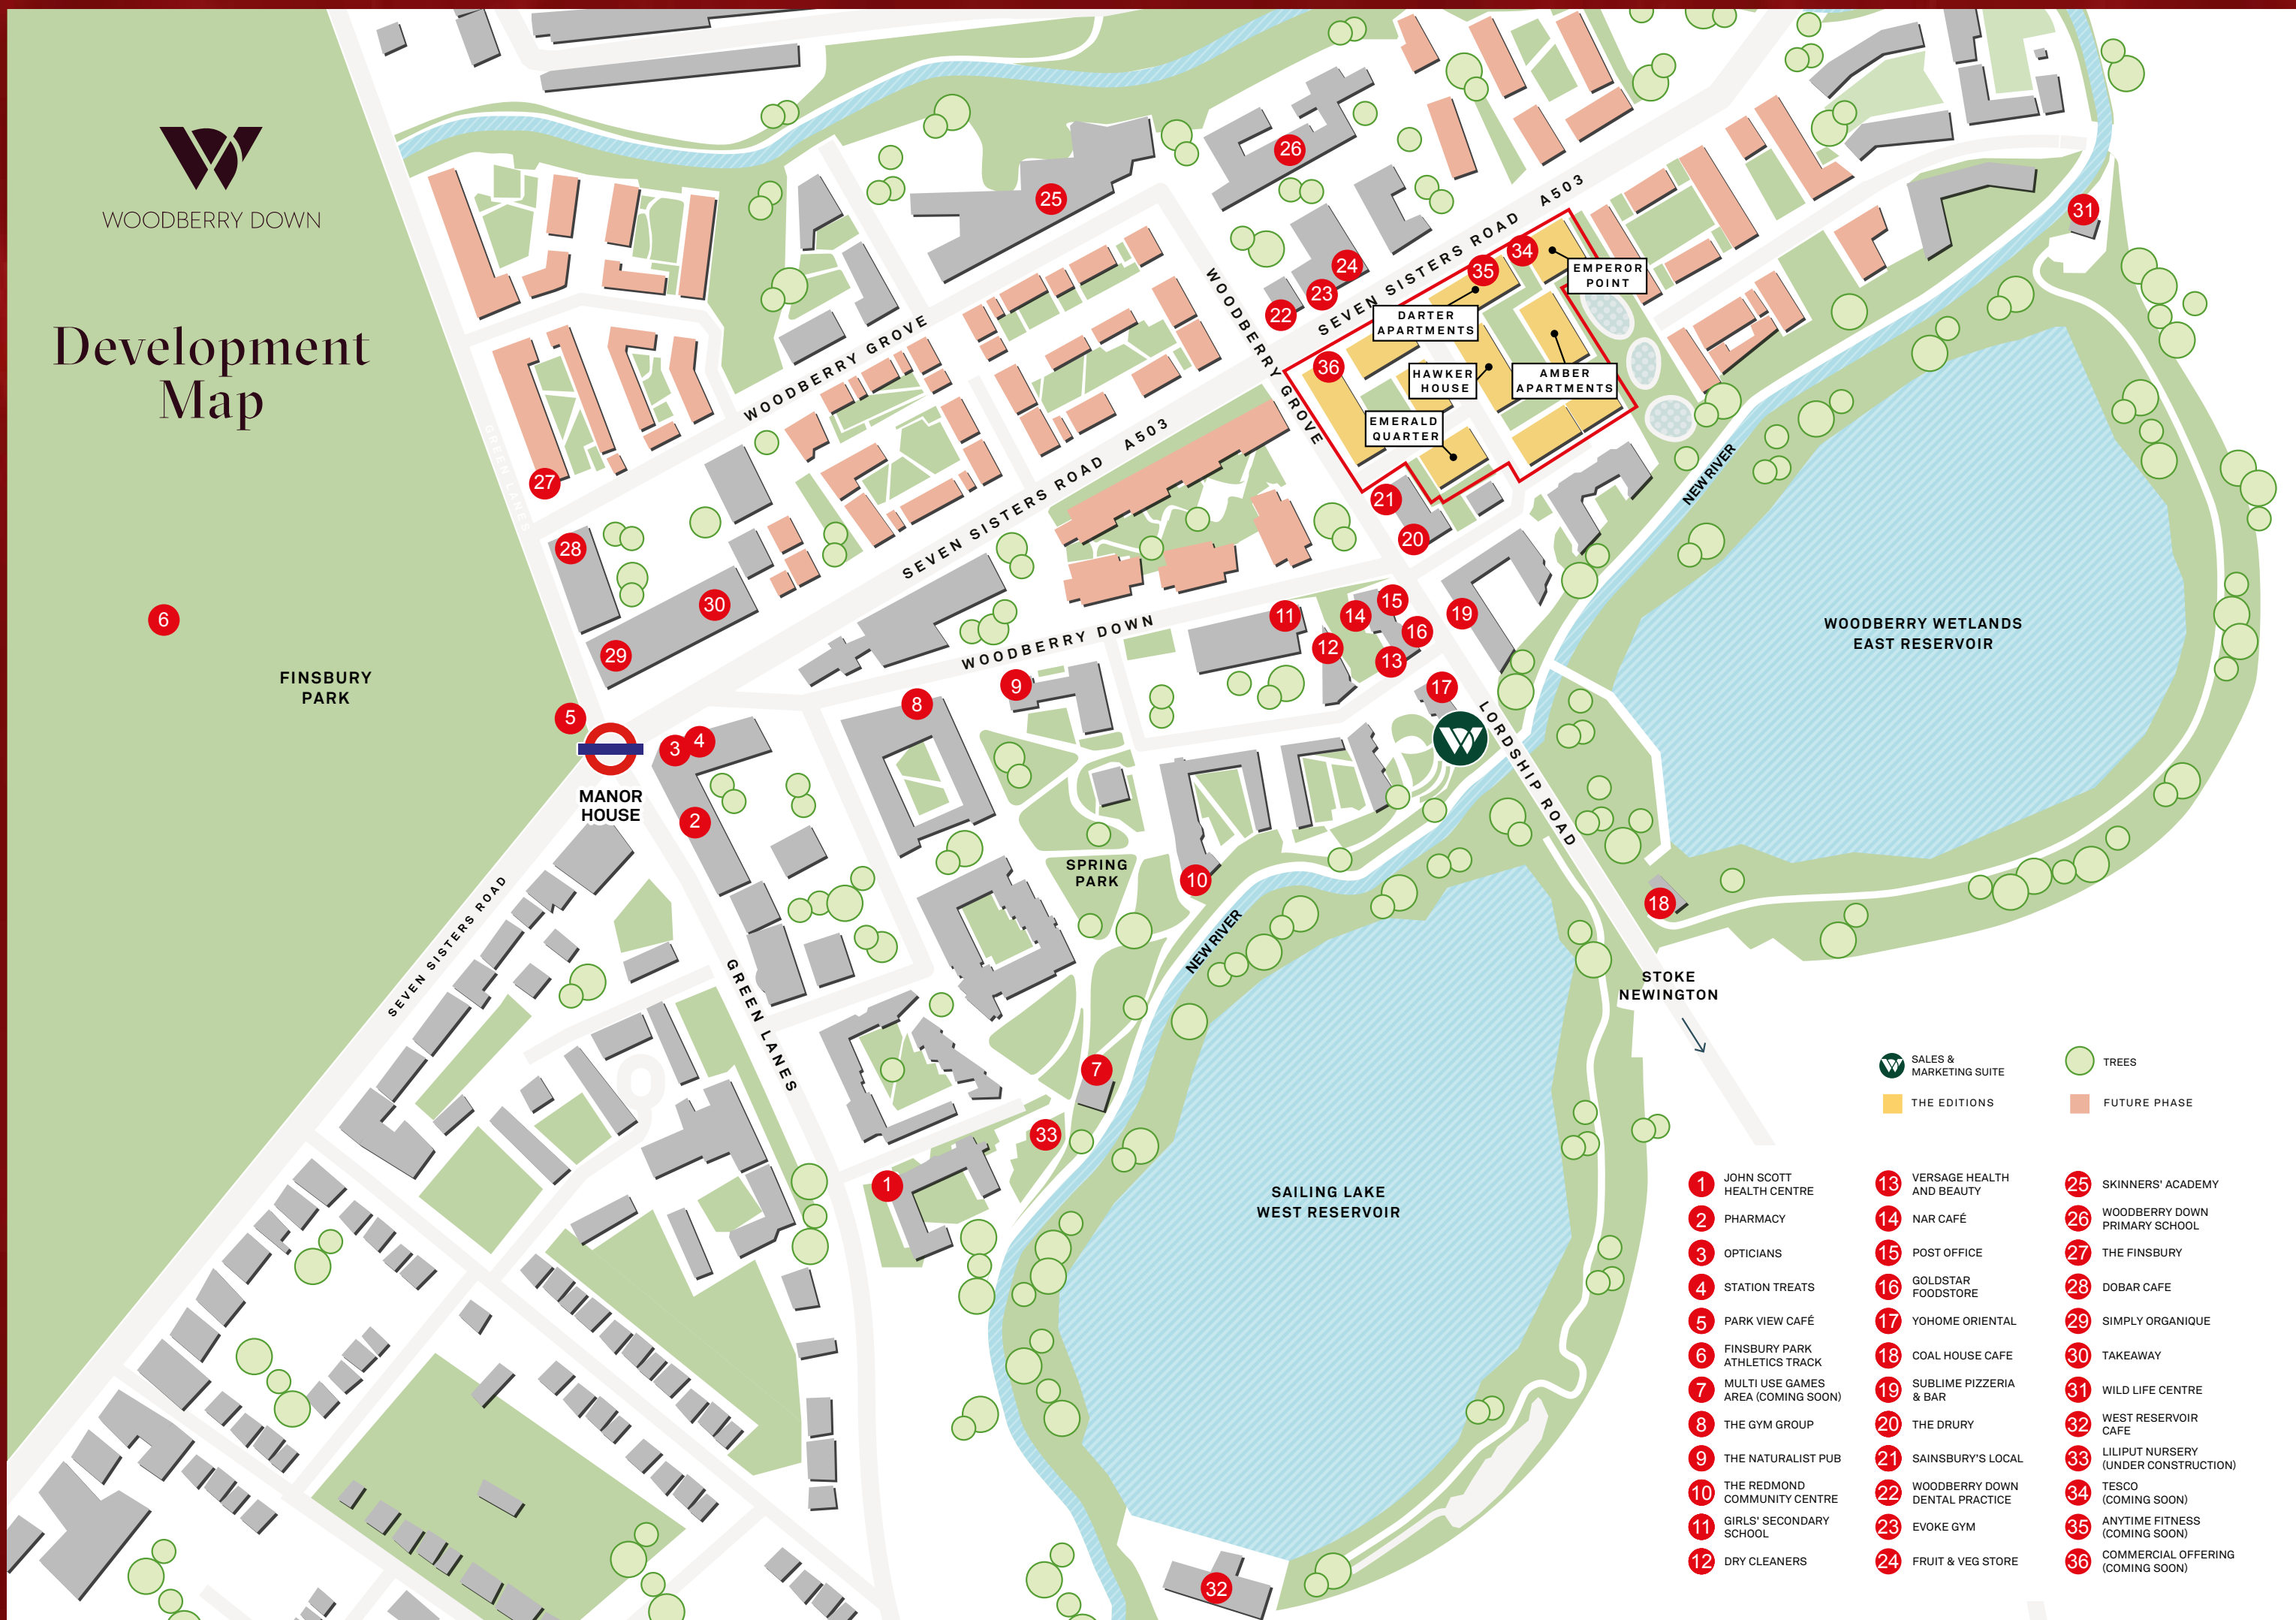 WOODBERRY DOWN
Development
Map
GREEN LANES
WOODBERRY GROVE
SEVEN SISTERS ROAD A503
WOODBERRY GROVE
SEVEN SISTERS ROAD A503
EMPEROR
POINT
DARTER
APARTMENTS
HAWKER
HOUSE
AMBER
APARTMENTS
EMERALD
QUARTER
NEW RIVER
WOODBERRY DOWN
FINSBURY
PARK
MANOR
HOUSE
SEVEN SISTERS ROAD
GREEN LANES
SPRING
PARK
NEW RIVER
LORDSHIP ROAD
WOODBERRY WETLANDS
EAST RESERVOIR
STOKE
NEWINGTON
SAILING LAKE
WEST RESERVOIR
26
25
31
24
34
35
23
22
36
27
21
20
28
30
15
11
14
19
6
16
12
29
13
9
17
8
5
4
3
2
10
18
7
33
1
32
SALES &
MARKETING SUITE
TREES
THE EDITIONS
FUTURE PHASE
1 JOHN SCOTT
HEALTH CENTRE
2 PHARMACY
3 OPTICIANS
4 STATION TREATS
5 PARK VIEW CAFÉ
6 FINSBURY PARK
ATHLETICS TRACK
7 MULTI USE GAMES
AREA (COMING SOON)
8 THE GYM GROUP
9 THE NATURALIST PUB
10 THE REDMOND
COMMUNITY CENTRE
11 GIRLS' SECONDARY
SCHOOL
12 DRY CLEANERS
13 VERSAGE HEALTH
AND BEAUTY
14 NAR CAFÉ
15 POST OFFICE
16 GOLDSTAR
FOODSTORE
17 YOHOME ORIENTAL
18 COAL HOUSE CAFE
19 SUBLIME PIZZERIA
& BAR
20 THE DRURY
21 SAINSBURY'S LOCAL
22 WOODBERRY DOWN
DENTAL PRACTICE
23 EVOKE GYM
24 FRUIT & VEG STORE
25 SKINNERS' ACADEMY
26 WOODBERRY DOWN
PRIMARY SCHOOL
27 THE FINSBURY
28 DOBAR CAFE
29 SIMPLY ORGANIQUE
30 TAKEAWAY
31 WILD LIFE CENTRE
32 WEST RESERVOIR
CAFE
33 LILIPUT NURSERY
(UNDER CONSTRUCTION)
34 TESCO
(COMING SOON)
35 ANYTIME FITNESS
(COMING SOON)
36 COMMERCIAL OFFERING
(COMING SOON)